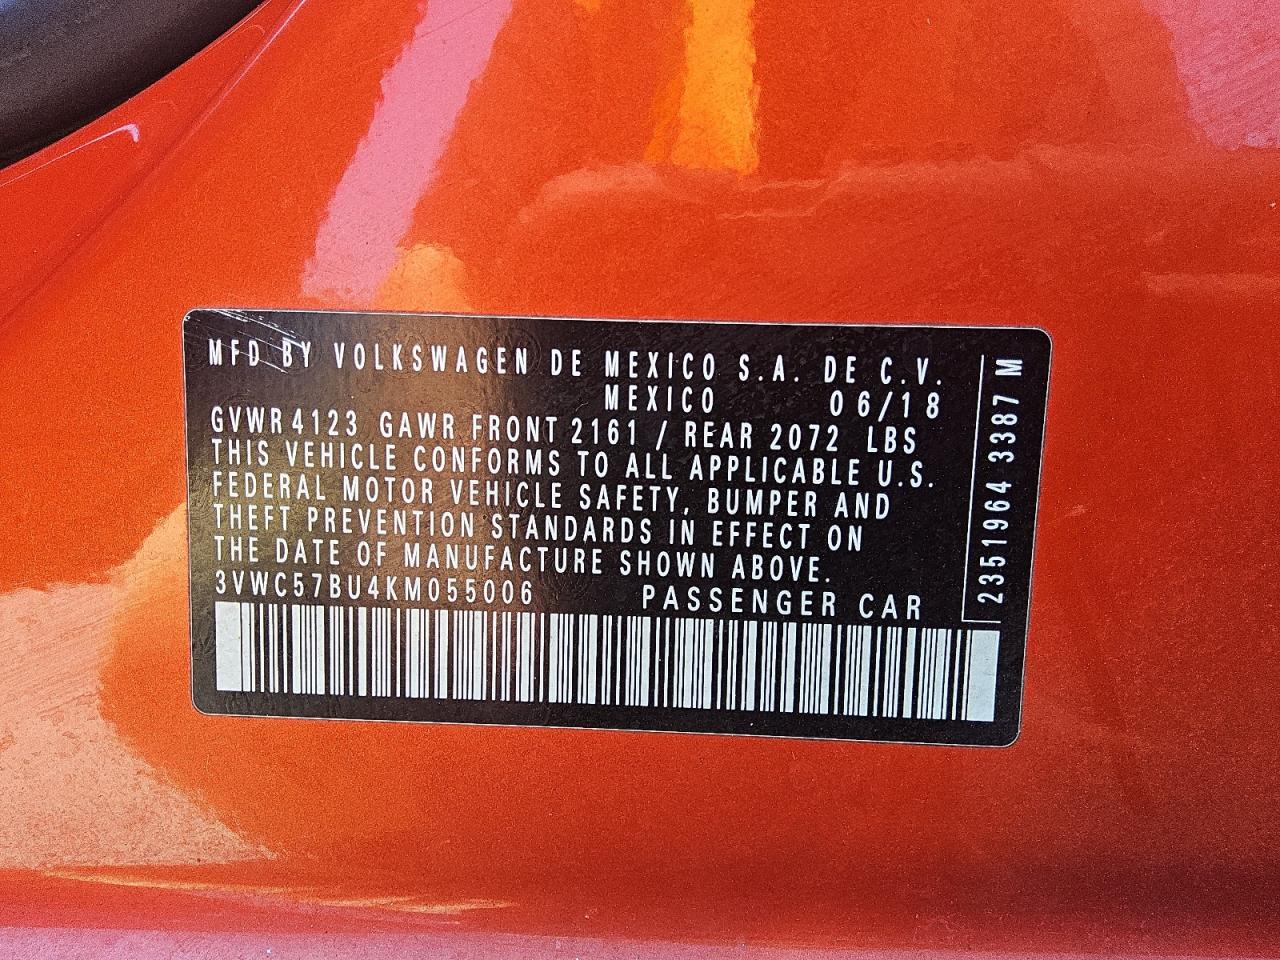 MFD BY VOLKSWAGEN DE MEXICO S.A. DE C.V.
MEXICO 06/18
GVWR 4123 GAWR FRONT 2161 / REAR 2072 LBS
THIS VEHICLE CONFORMS TO ALL APPLICABLE U.S.
FEDERAL MOTOR VEHICLE SAFETY, BUMPER AND
THEFT PREVENTION STANDARDS IN EFFECT ON
THE DATE OF MANUFACTURE SHOWN ABOVE.
3VWC57BU4KM055006 PASSENGER CAR
2351964 3387 M